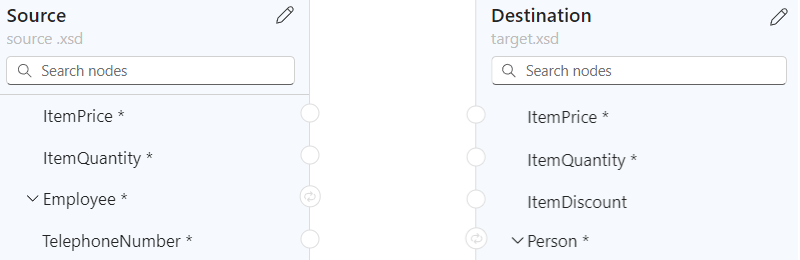 Source
source .xsd
Search nodes
ItemPrice *
ItemQuantity *
Employee *
TelephoneNumber *
Destination
target.xsd
Search nodes
ItemPrice *
ItemQuantity *
ItemDiscount
Person *